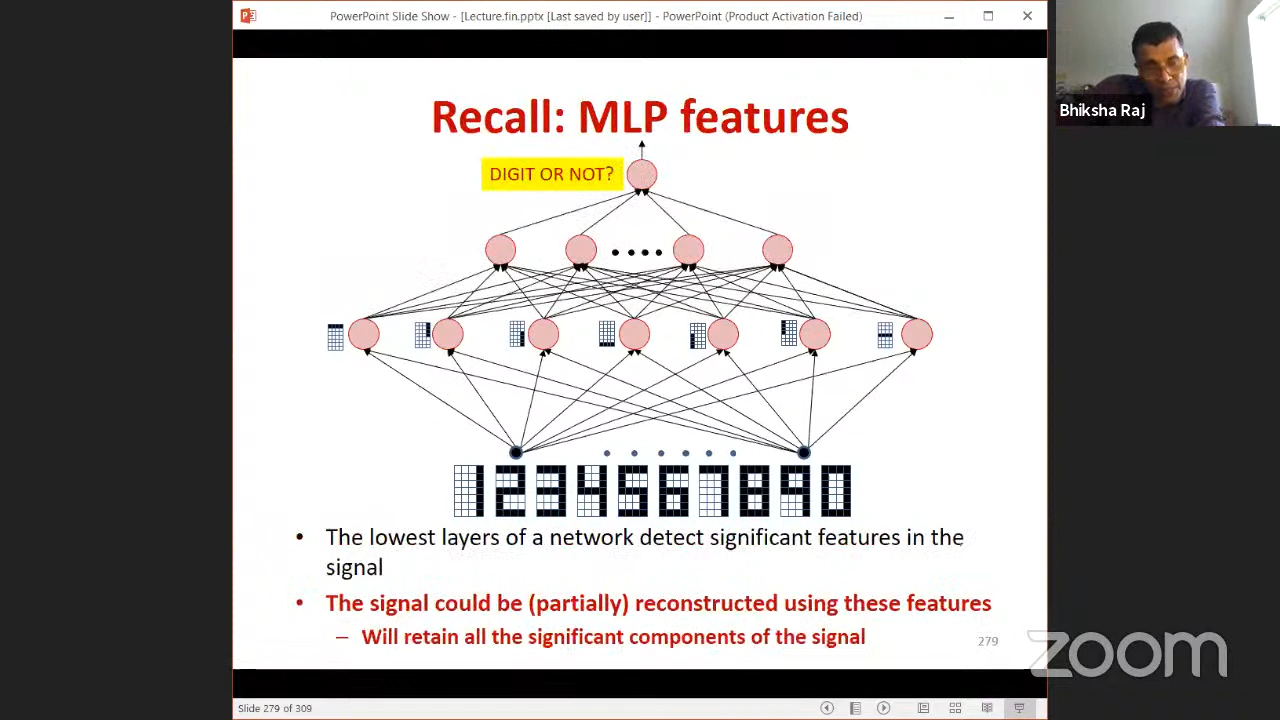 PowerPoint Slide Show - [Lecture.fin.pptx [Last saved by user]] - PowerPoint (Product Activation Failed)
Bhiksha Raj
Recall: MLP features
DIGIT OR NOT?
1234567890
• The lowest layers of a network detect significant features in the
signal
• The signal could be (partially) reconstructed using these features
– Will retain all the significant components of the signal
279
zoom
Slide 279 of 309